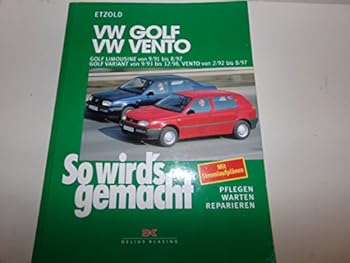 ETZOLD
VW GOLF
VW VENTO
GOLF LIMOUSINE von 9/91 bis 8/97
GOLF VARIANT von 9/93 bis 12/98, VENTO von 2/92 bis 8/97
So wird's
gemacht
Mit
Stromlaufplänen
PFLEGEN
WARTEN
REPARIEREN
DELIUS KLASING